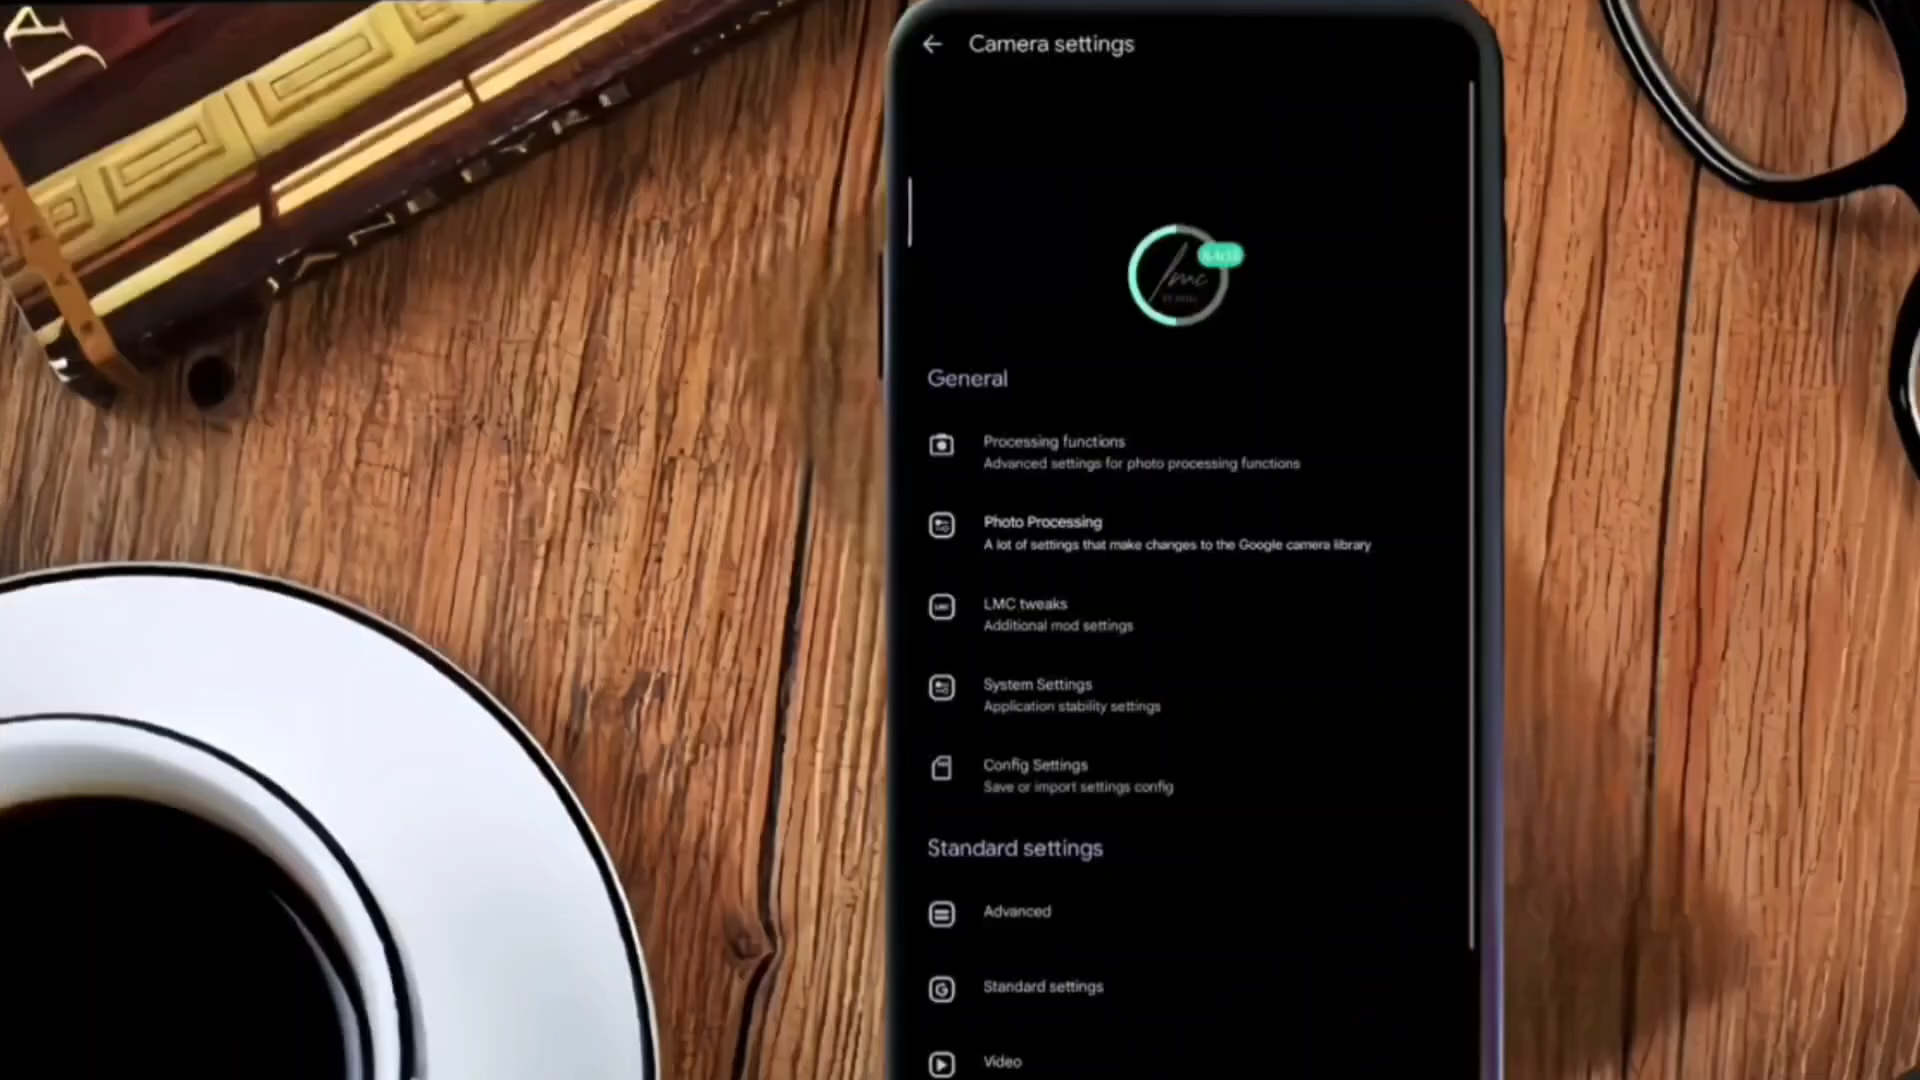 Camera settings
lmc
General
Processing functions
Advanced settings for photo processing functions
Photo Processing
A lot of settings that make changes to the Google camera library
LMC tweaks
Additional mod settings
System Settings
Application stability settings
Config Settings
Save or import settings config
Standard settings
Advanced
Standard settings
Video